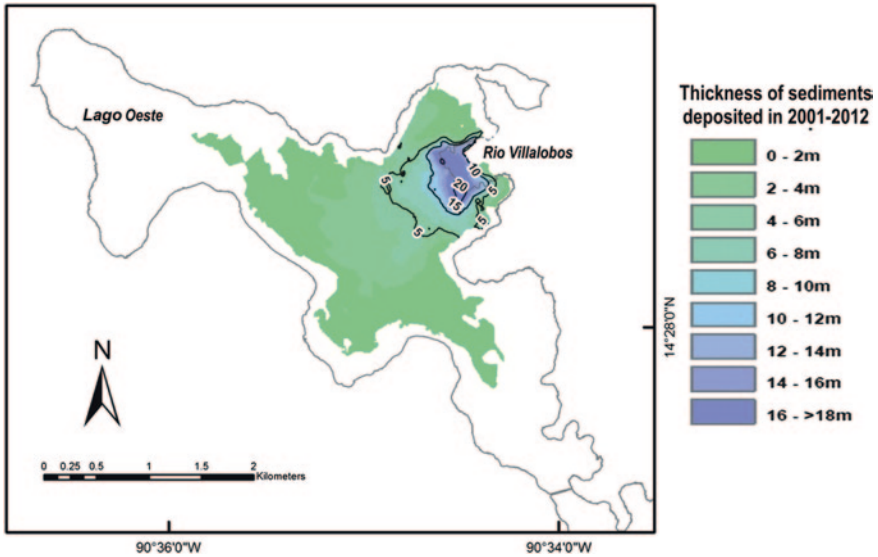 Lago Oeste
Rio Villalobos
5
10
5
20
15
5
5
N
0 0.25 0.5 1 1.5 2
Kilometers
90°36'0"W
90°34'0"W
14°28'0"N
Thickness of sediments
deposited in 2001-2012
0 - 2m
2 - 4m
4 - 6m
6 - 8m
8 - 10m
10 - 12m
12 - 14m
14 - 16m
16 - >18m